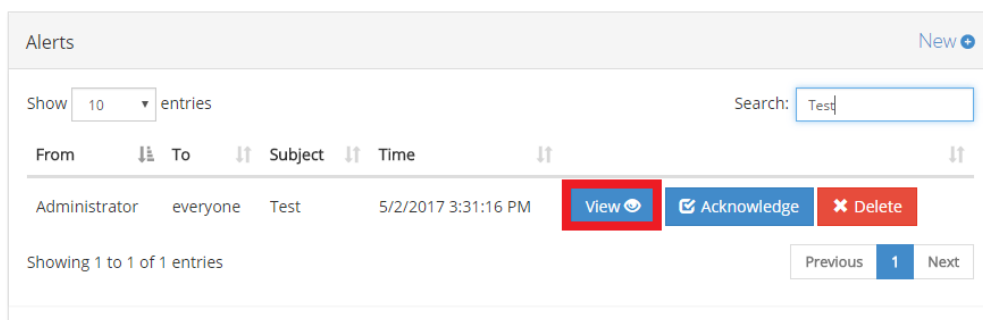 Alerts New
Show 10 entries Search: Test
From To Subject Time
Administrator everyone Test 5/2/2017 3:31:16 PM View Acknowledge Delete
Showing 1 to 1 of 1 entries Previous 1 Next